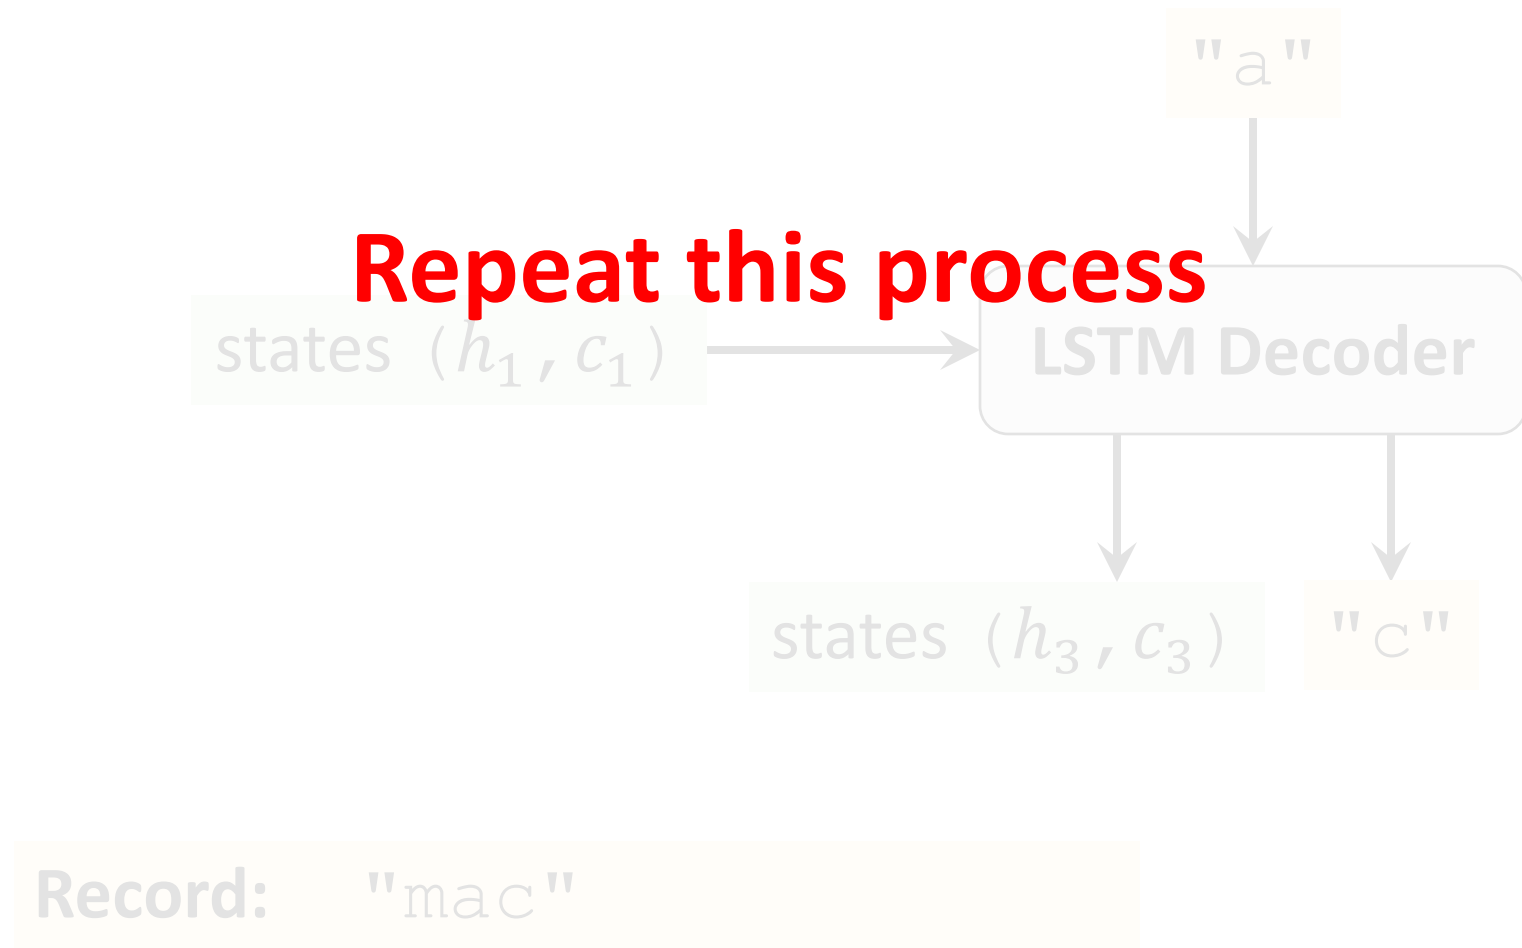 "a"
Repeat this process
states (h₁,c₁)
LSTM Decoder
states (h₃,c₃)
"c"
Record: "mac"